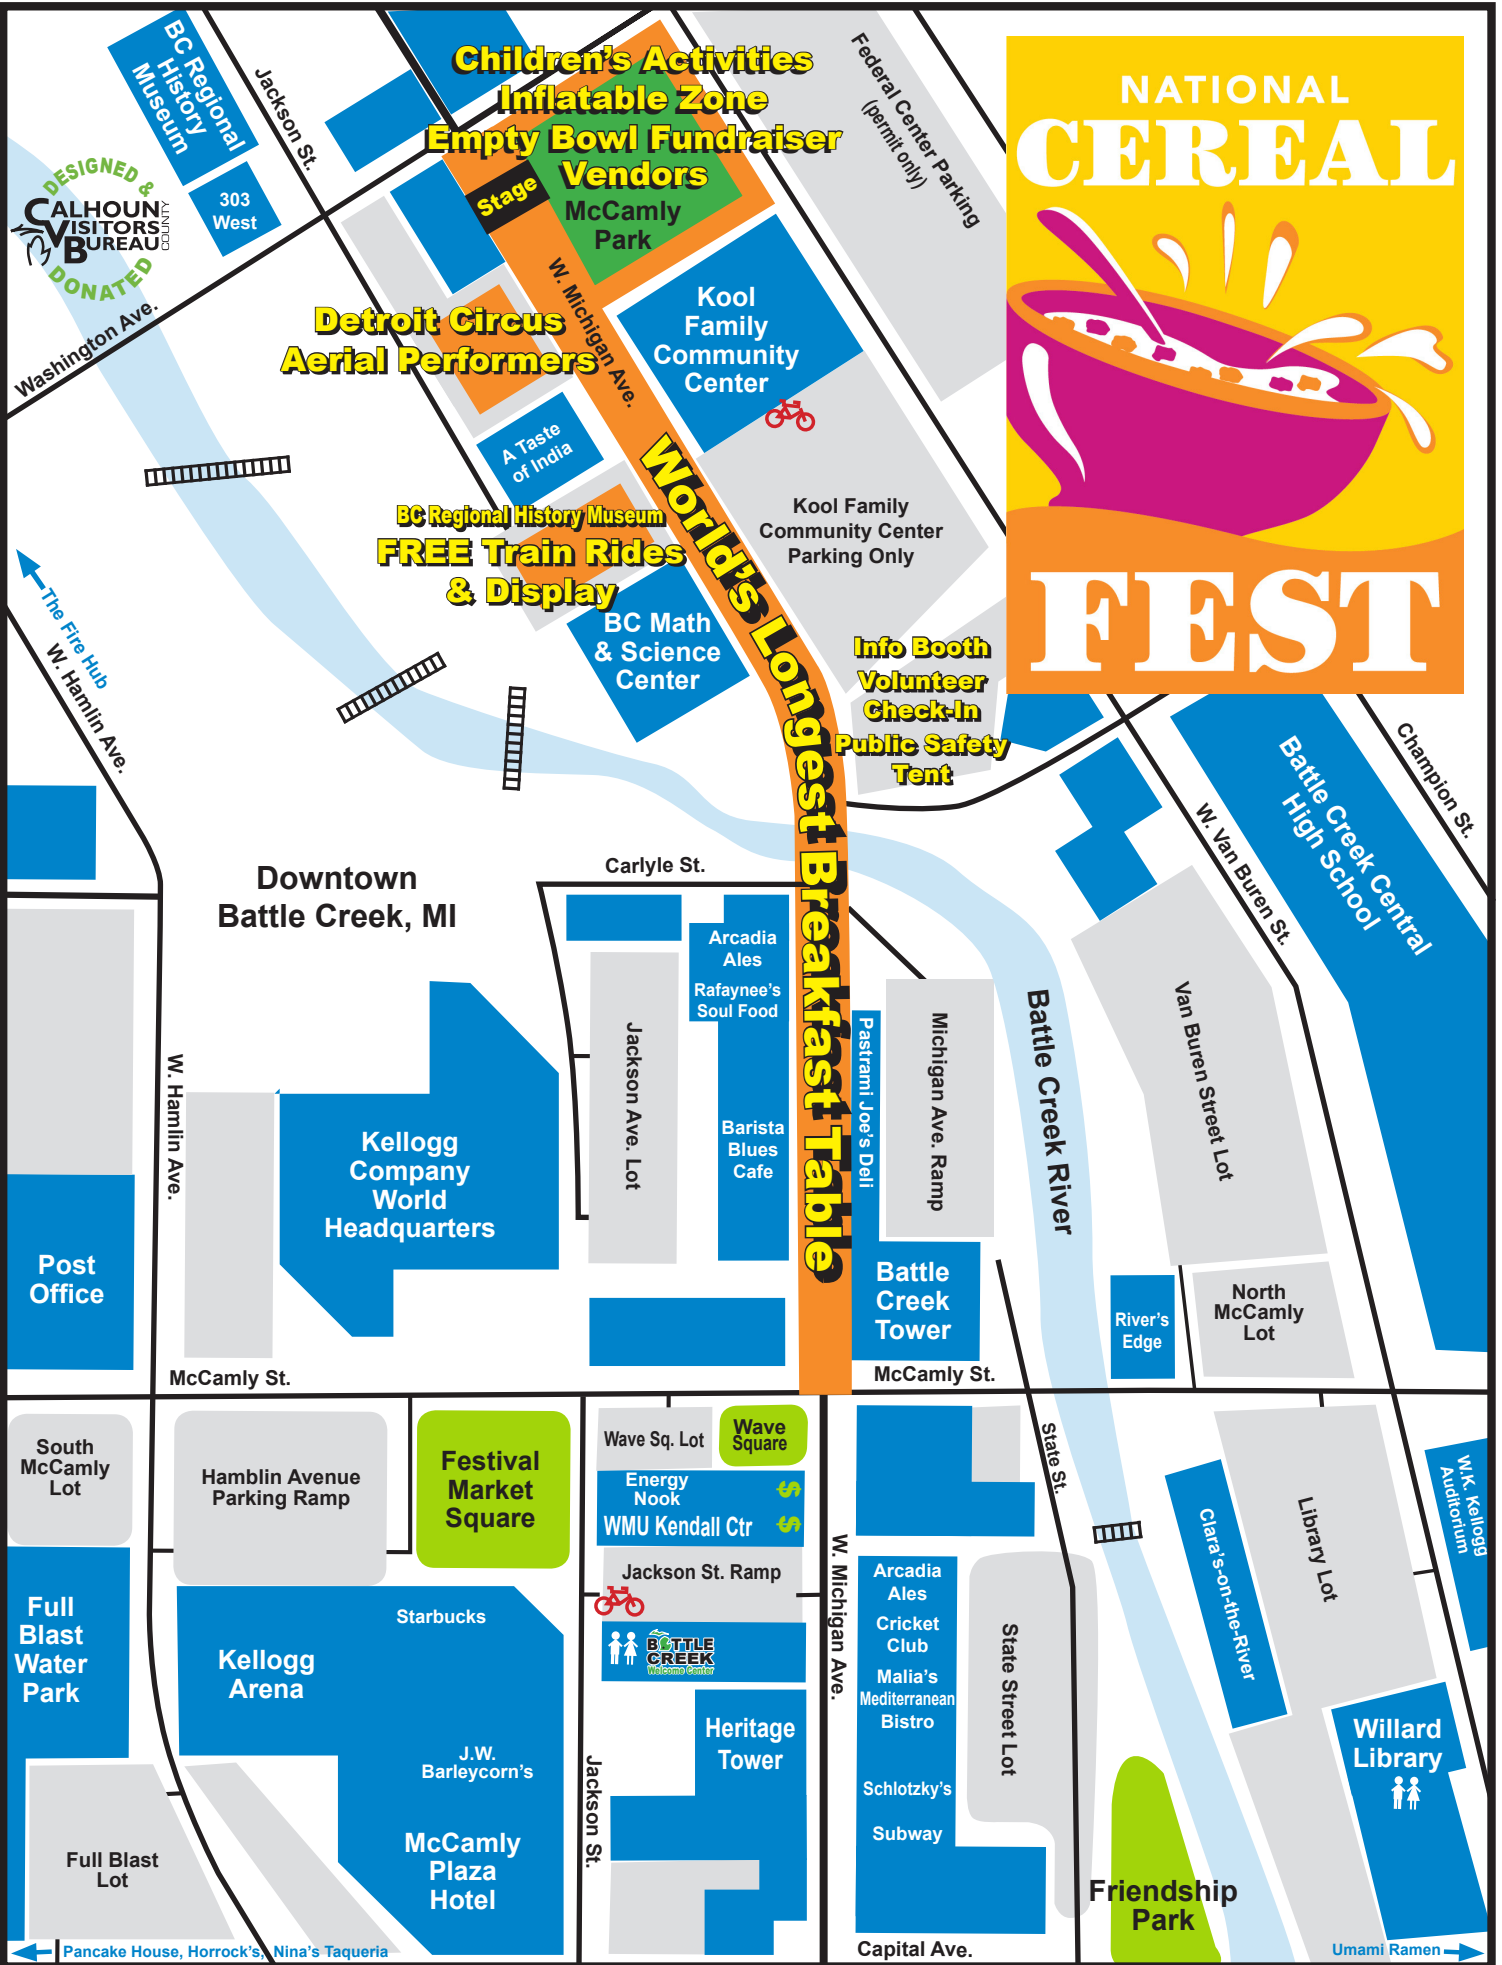 BC Regional
History
Museum
Jackson St.
303
West
DESIGNED &
CALHOUN
VISITORS
BUREAU
COUNTY
DONATED
Washington Ave.
Children's Activities
Inflatable Zone
Empty Bowl Fundraiser
Vendors
McCamly
Park
Stage
Federal Center Parking
(permit only)
NATIONAL
CEREAL
FEST
W. Michigan Ave.
Kool
Family
Community
Center
Detroit Circus
Aerial Performers
A Taste
of India
BC Regional History Museum
FREE Train Rides
& Display
BC Math
& Science
Center
World's Longest Breakfast Table
Kool Family
Community Center
Parking Only
Info Booth
Volunteer
Check-In
Public Safety
Tent
The Fire Hub
W. Hamlin Ave.
Champion St.
Battle Creek Central
High School
W. Van Buren St.
Downtown
Battle Creek, MI
Carlyle St.
Arcadia
Ales
Rafaynee's
Soul Food
Jackson Ave. Lot
Barista
Blues
Cafe
Pastrami Joe's Deli
Michigan Ave. Ramp
Battle Creek River
Van Buren Street Lot
W. Hamlin Ave.
Kellogg
Company
World
Headquarters
Post
Office
Battle
Creek
Tower
River's
Edge
North
McCamly
Lot
McCamly St.
McCamly St.
South
McCamly
Lot
Hamblin Avenue
Parking Ramp
Festival
Market
Square
Wave Sq. Lot
Wave
Square
Energy
Nook
$
WMU Kendall Ctr
$
Jackson St. Ramp
BATTLE
CREEK
Welcome Center
W. Michigan Ave.
State St.
Clara's-on-the-River
Library Lot
W.K. Kellogg
Auditorium
Full
Blast
Water
Park
Starbucks
Kellogg
Arena
J.W.
Barleycorn's
McCamly
Plaza
Hotel
Jackson St.
Heritage
Tower
Arcadia
Ales
Cricket
Club
Malia's
Mediterranean
Bistro
Schlotzky's
Subway
State Street Lot
Willard
Library
Full Blast
Lot
Friendship
Park
Pancake House, Horrock's, Nina's Taqueria
Capital Ave.
Umami Ramen